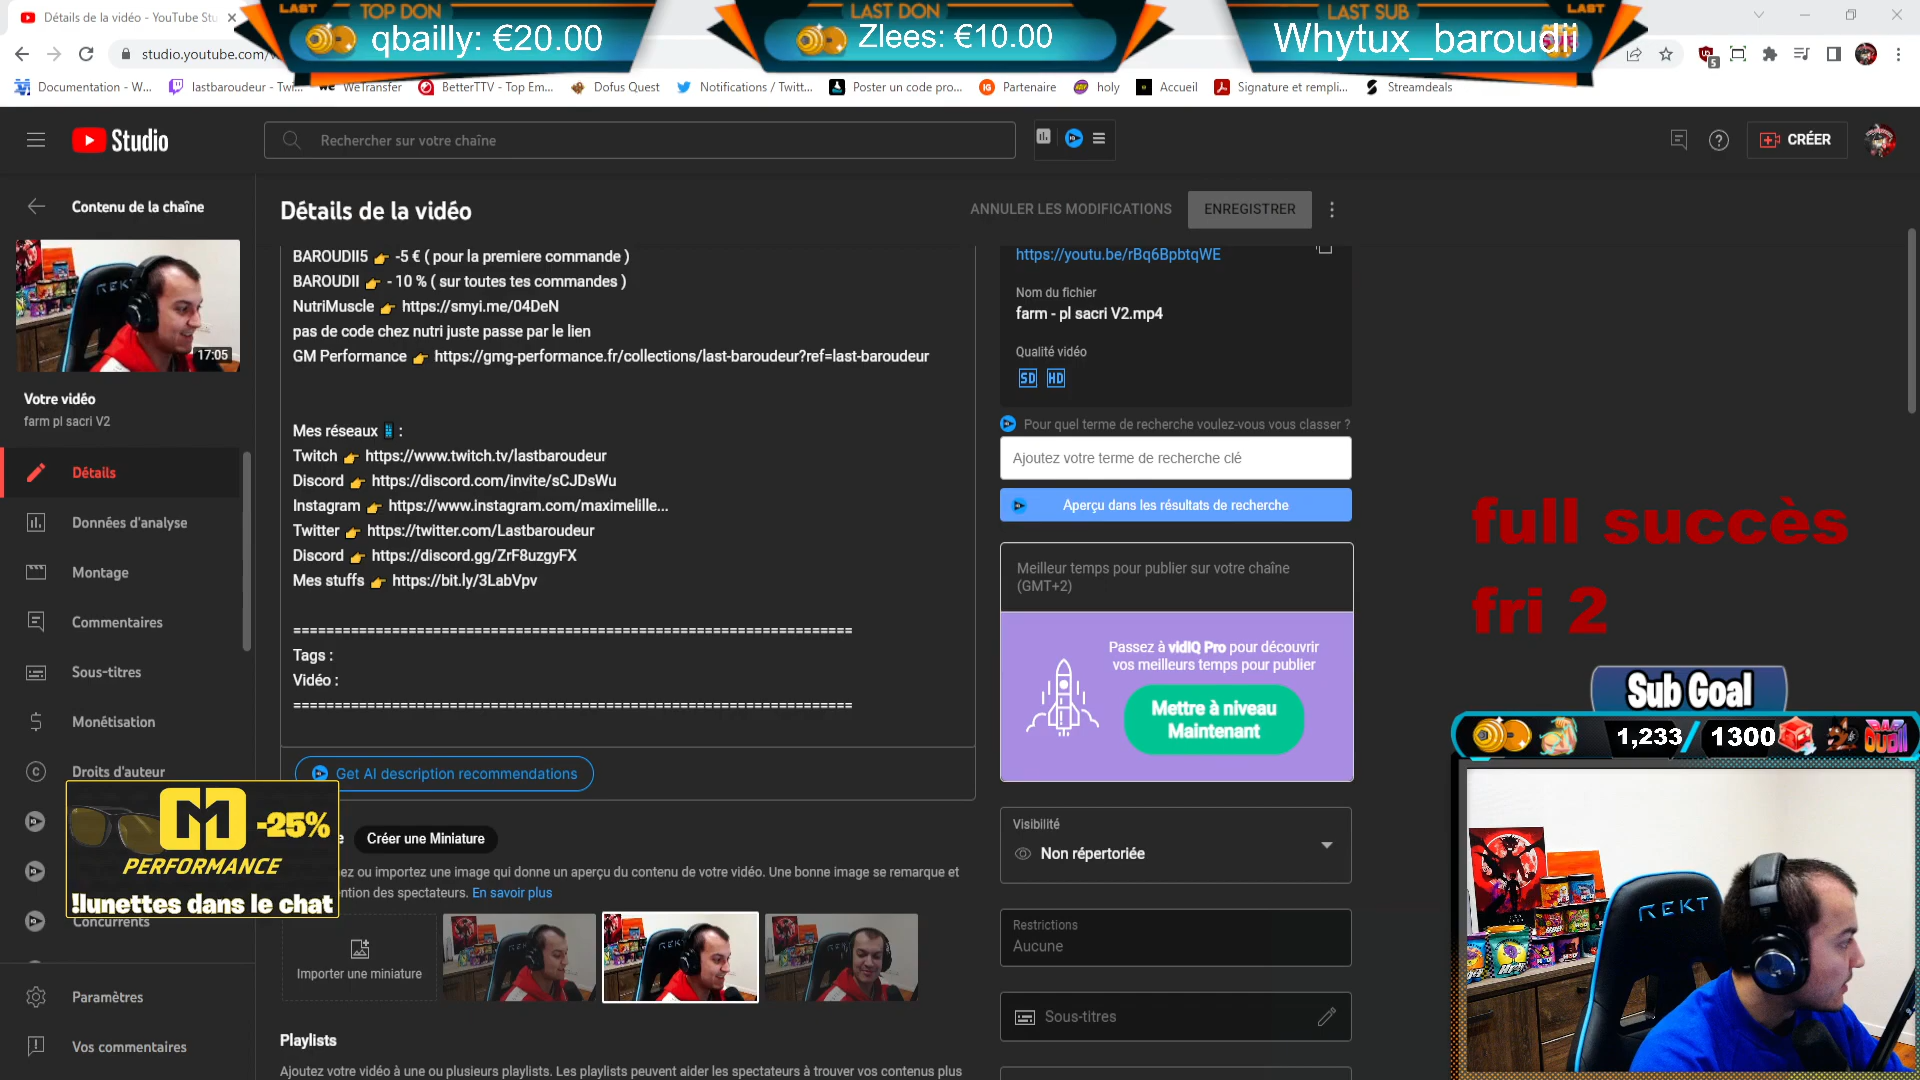 Détails de la vidéo - YouTube Stu
LAST
TOP DON
qbailly: €20.00
LAST DON
Zlees: €10.00
LAST SUB
LAST
Whytux_baroudii
studio.youtube.com/v
5
Documentation - W...
lastbaroudeur - Twi...
WeTransfer
BetterTTV - Top Em...
Dofus Quest
Notifications / Twitt...
Poster un code pro...
Partenaire
holy
Accueil
Signature et rempli...
Streamdeals
Studio
Rechercher sur votre chaîne
CRÉER
Contenu de la chaîne
Détails de la vidéo
ANNULER LES MODIFICATIONS
ENREGISTRER
17:05
Votre vidéo
farm pl sacri V2
Détails
Données d'analyse
Montage
Commentaires
Sous-titres
Monétisation
Droits d'auteur
Concurrents
Paramètres
Vos commentaires
BAROUDII5 👉 -5 € ( pour la premiere commande )
BAROUDII 👉 - 10 % ( sur toutes tes commandes )
NutriMuscle 👉 https://smyi.me/04DeN
pas de code chez nutri juste passe par le lien
GM Performance 👉 https://gmg-performance.fr/collections/last-baroudeur?ref=last-baroudeur
Mes réseaux 📱 :
Twitch 👉 https://www.twitch.tv/lastbaroudeur
Discord 👉 https://discord.com/invite/sCJDsWu
Instagram 👉 https://www.instagram.com/maximelille...
Twitter 👉 https://twitter.com/Lastbaroudeur
Discord 👉 https://discord.gg/ZrF8uzgyFX
Mes stuffs 👉 https://bit.ly/3LabVpv
====================================================================
Tags :
Vidéo :
====================================================================
Get AI description recommendations
M
-25%
PERFORMANCE
!lunettes dans le chat
e
Créer une Miniature
ez ou importez une image qui donne un aperçu du contenu de votre vidéo. Une bonne image se remarque et
ention des spectateurs. En savoir plus
Importer une miniature
Playlists
Ajoutez votre vidéo à une ou plusieurs playlists. Les playlists peuvent aider les spectateurs à trouver vos contenus plus
https://youtu.be/rBq6BpbtqWE
Nom du fichier
farm - pl sacri V2.mp4
Qualité vidéo
SD HD
Pour quel terme de recherche voulez-vous vous classer ?
Ajoutez votre terme de recherche clé
Aperçu dans les résultats de recherche
Meilleur temps pour publier sur votre chaîne
(GMT+2)
Passez à vidIQ Pro pour découvrir
vos meilleurs temps pour publier
Mettre à niveau
Maintenant
Visibilité
Non répertoriée
Restrictions
Aucune
Sous-titres
full succès
fri 2
Sub Goal
1,233 / 1300
REKT